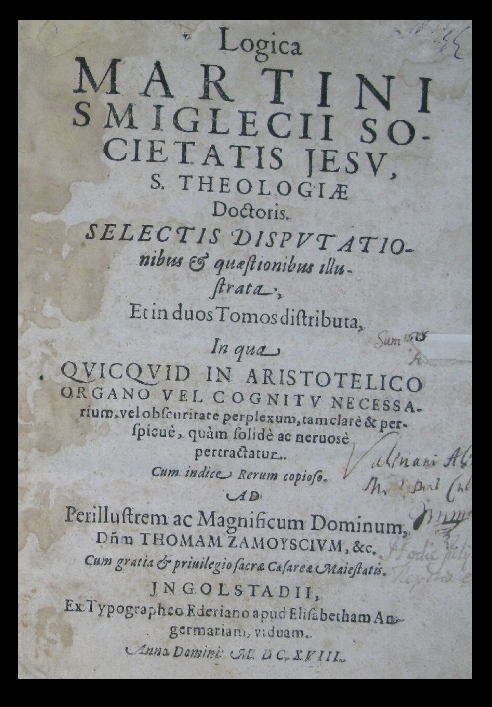 Logica
MARTINI
SMIGLECII SO-
CIETATIS JESV,
S. THEOLOGIÆ
Doctoris.
SELECTIS DISPVTATIO-
nibus & quæstionibus illu-
strata,
Et in duos Tomos distributa,
In qua
QVICQVID IN ARISTOTELICO
ORGANO VEL COGNITV NECESSA-
rium, vel obscuritate perplexum, tam clarè & per-
spicuè, quàm solidè ac neruosè
pertractatur.
Cum indice Rerum copioso.
AD
Perillustrem ac Magnificum Dominum,
Dñm THOMAM ZAMOYSCIVM, &c.
Cum gratia & priuilegio sacræ Cæsareæ Maiestatis.
JNGOLSTADII,
Ex Typographeo Ederiano apud Elisabetham An-
germariam, viduam.
Anno Domini M. DC. XVIII.